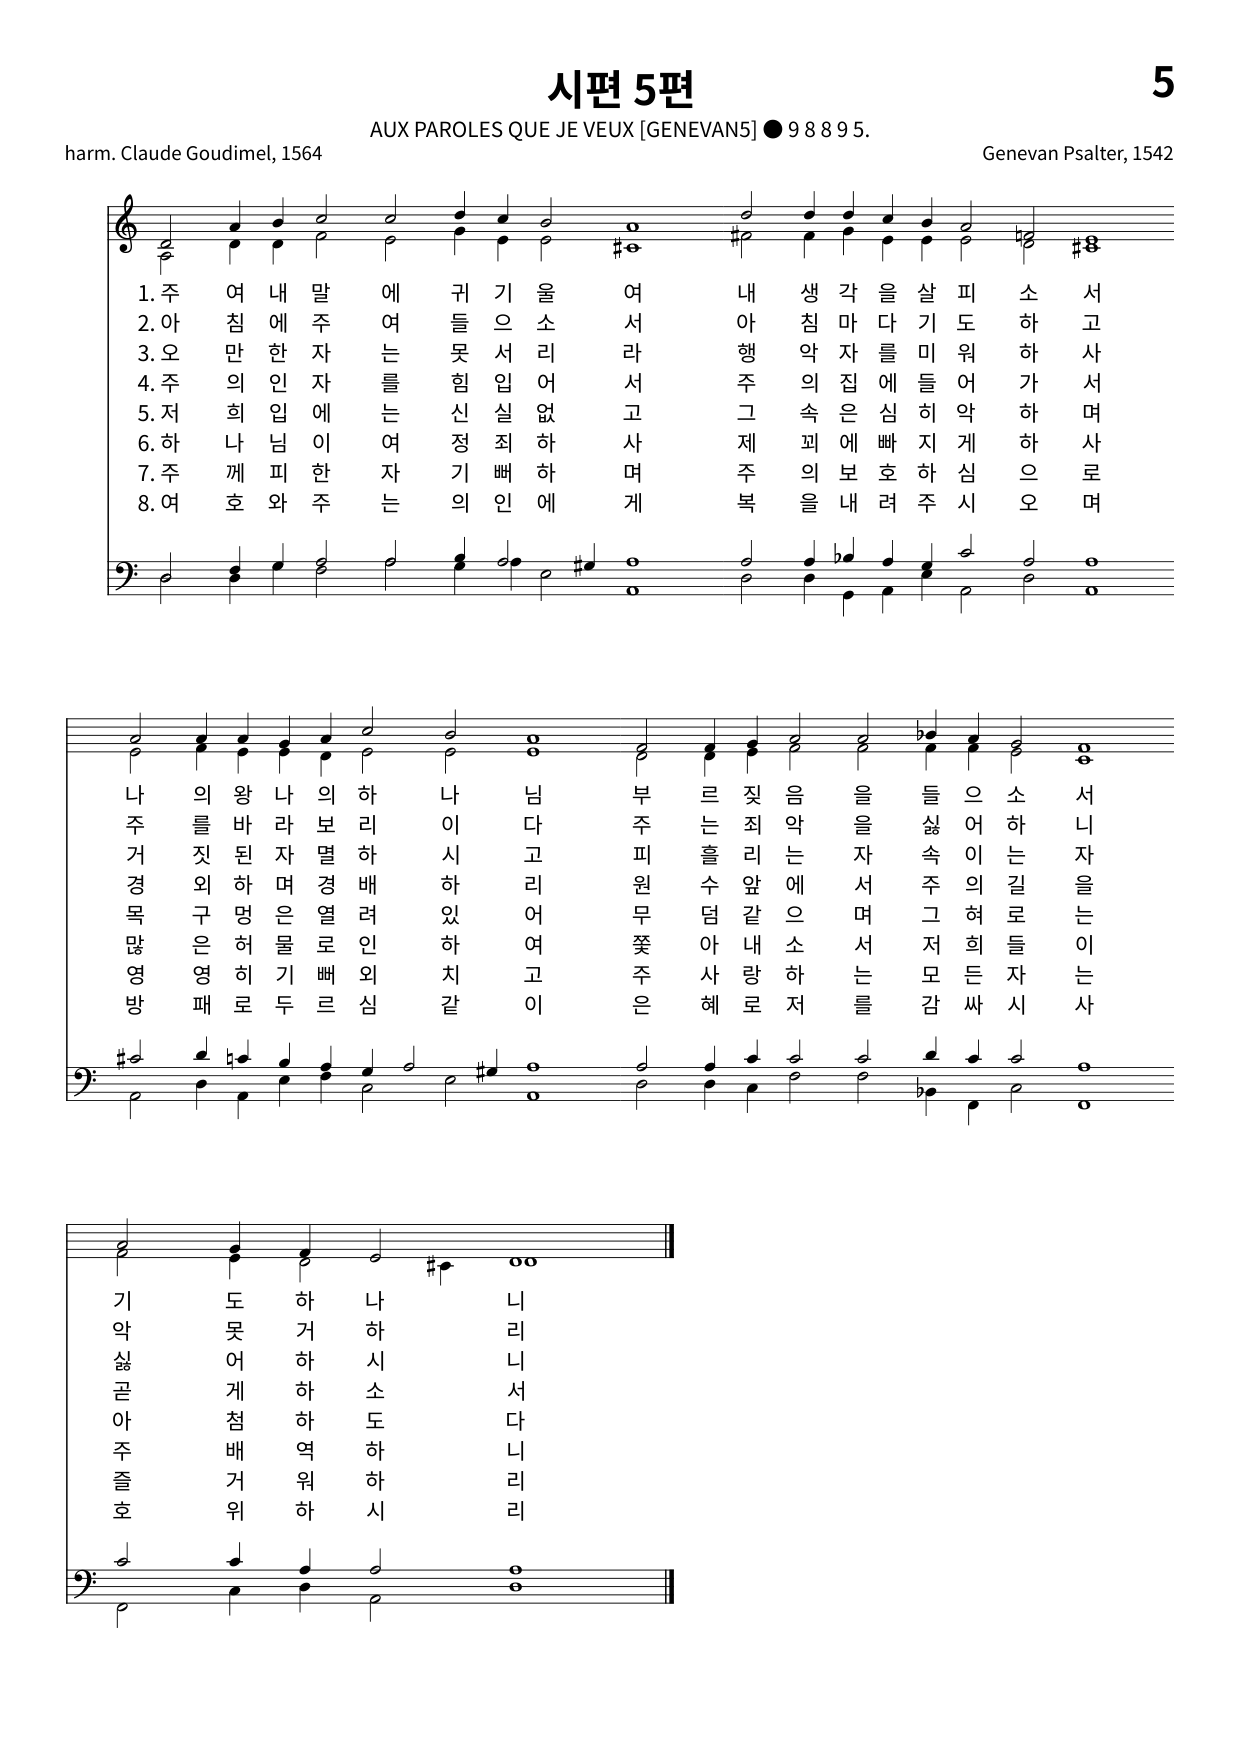 시편 5편
5
AUX PAROLES QUE JE VEUX [GENEVAN5] ● 9 8 8 9 5.
harm. Claude Goudimel, 1564
Genevan Psalter, 1542
1. 주 여 내 말 에 귀 기 울 여 내 생 각 을 살 피 소 서
2. 아 침 에 주 여 들 으 소 서 아 침 마 다 기 도 하 고
3. 오 만 한 자 는 못 서 리 라 행 악 자 를 미 워 하 사
4. 주 의 인 자 를 힘 입 어 서 주 의 집 에 들 어 가 서
5. 저 희 입 에 는 신 실 없 고 그 속 은 심 히 악 하 며
6. 하 나 님 이 여 정 죄 하 사 제 꾀 에 빠 지 게 하 사
7. 주 께 피 한 자 기 뻐 하 며 주 의 보 호 하 심 으 로
8. 여 호 와 주 는 의 인 에 게 복 을 내 려 주 시 오 며
나 의 왕 나 의 하 나 님 부 르 짖 음 을 들 으 소 서
주 를 바 라 보 리 이 다 주 는 죄 악 을 싫 어 하 니
거 짓 된 자 멸 하 시 고 피 흘 리 는 자 속 이 는 자
경 외 하 며 경 배 하 리 원 수 앞 에 서 주 의 길 을
목 구 멍 은 열 려 있 어 무 덤 같 으 며 그 혀 로 는
많 은 허 물 로 인 하 여 쫓 아 내 소 서 저 희 들 이
영 영 히 기 뻐 외 치 고 주 사 랑 하 는 모 든 자 는
방 패 로 두 르 심 같 이 은 혜 로 저 를 감 싸 시 사
기 도 하 나 니
악 못 거 하 리
싫 어 하 시 니
곧 게 하 소 서
아 첨 하 도 다
주 배 역 하 니
즐 거 워 하 리
호 위 하 시 리